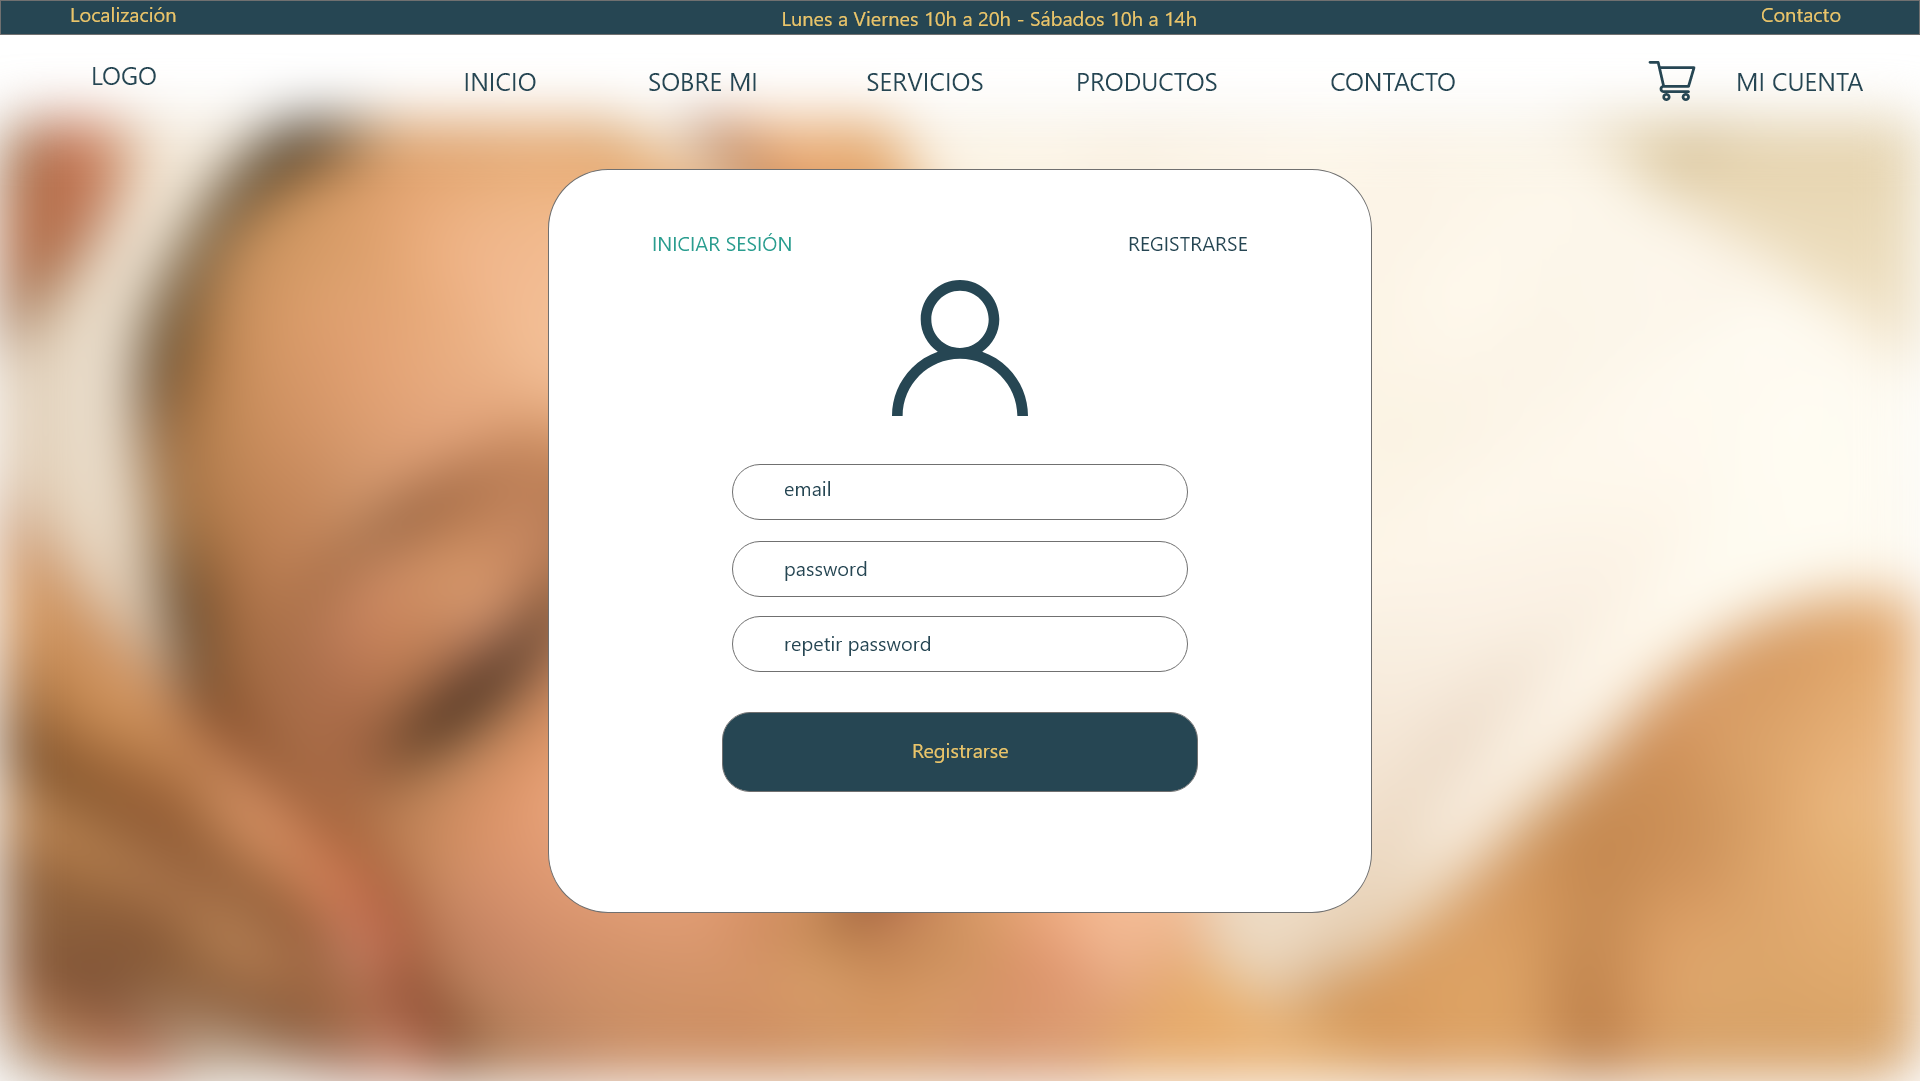 Localización
Lunes a Viernes 10h a 20h - Sábados 10h a 14h
Contacto
LOGO
INICIO
SOBRE MI
SERVICIOS
PRODUCTOS
CONTACTO
MI CUENTA
INICIAR SESIÓN
REGISTRARSE
email
password
repetir password
Registrarse